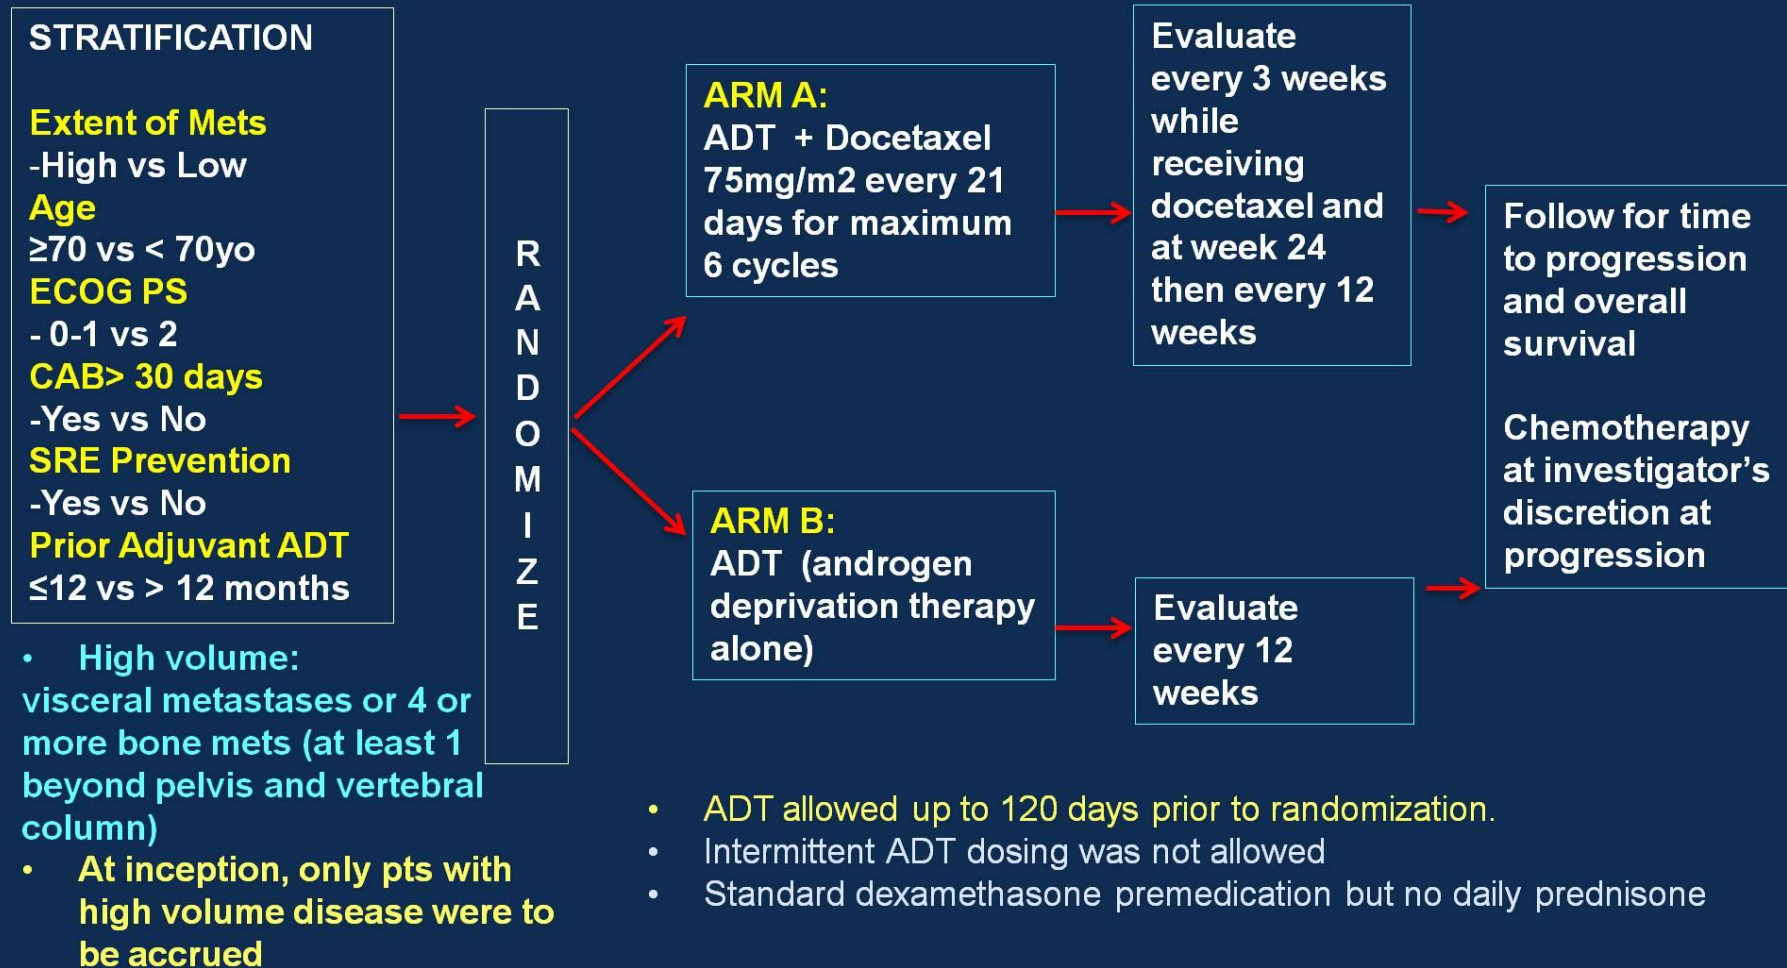 STRATIFICATION
Extent of Mets
-High vs Low
Age
≥70 vs < 70yo
ECOG PS
- 0-1 vs 2
CAB> 30 days
-Yes vs No
SRE Prevention
-Yes vs No
Prior Adjuvant ADT
≤12 vs > 12 months
• High volume:
visceral metastases or 4 or
more bone mets (at least 1
beyond pelvis and vertebral
column)
• At inception, only pts with
high volume disease were to
be accrued
R
A
N
D
O
M
I
Z
E
ARM A:
ADT + Docetaxel
75mg/m2 every 21
days for maximum
6 cycles
ARM B:
ADT (androgen
deprivation therapy
alone)
Evaluate
every 3 weeks
while
receiving
docetaxel and
at week 24
then every 12
weeks
Evaluate
every 12
weeks
Follow for time
to progression
and overall
survival
Chemotherapy
at investigator's
discretion at
progression
• ADT allowed up to 120 days prior to randomization.
• Intermittent ADT dosing was not allowed
• Standard dexamethasone premedication but no daily prednisone